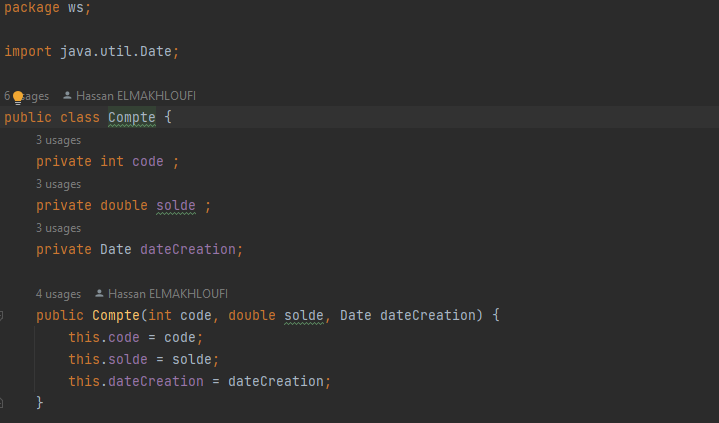 package ws;
import java.util.Date;
6 usages Hassan ELMAKHLOUFI
public class Compte {
3 usages
private int code ;
3 usages
private double solde ;
3 usages
private Date dateCreation;
4 usages Hassan ELMAKHLOUFI
public Compte(int code, double solde, Date dateCreation) {
this.code = code;
this.solde = solde;
this.dateCreation = dateCreation;
}